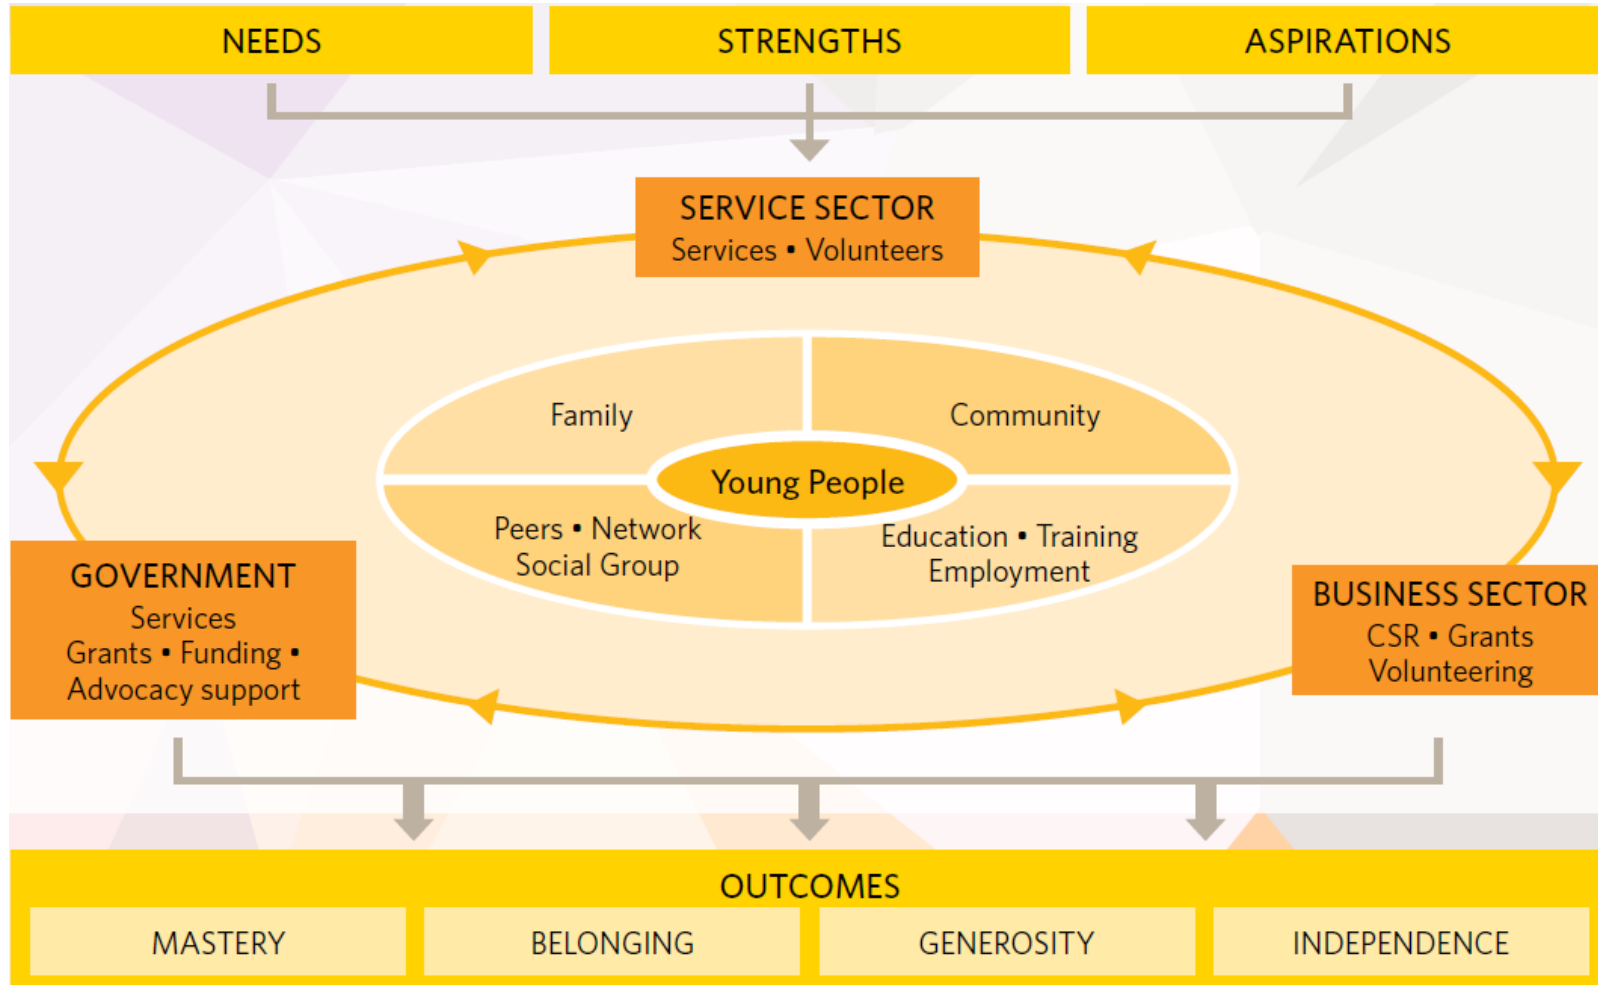 NEEDS
STRENGTHS
ASPIRATIONS
SERVICE SECTOR
Services • Volunteers
Family
Community
Young People
Peers • Network
Social Group
Education • Training
Employment
GOVERNMENT
Services
Grants • Funding •
Advocacy support
BUSINESS SECTOR
CSR • Grants
Volunteering
OUTCOMES
MASTERY
BELONGING
GENEROSITY
INDEPENDENCE